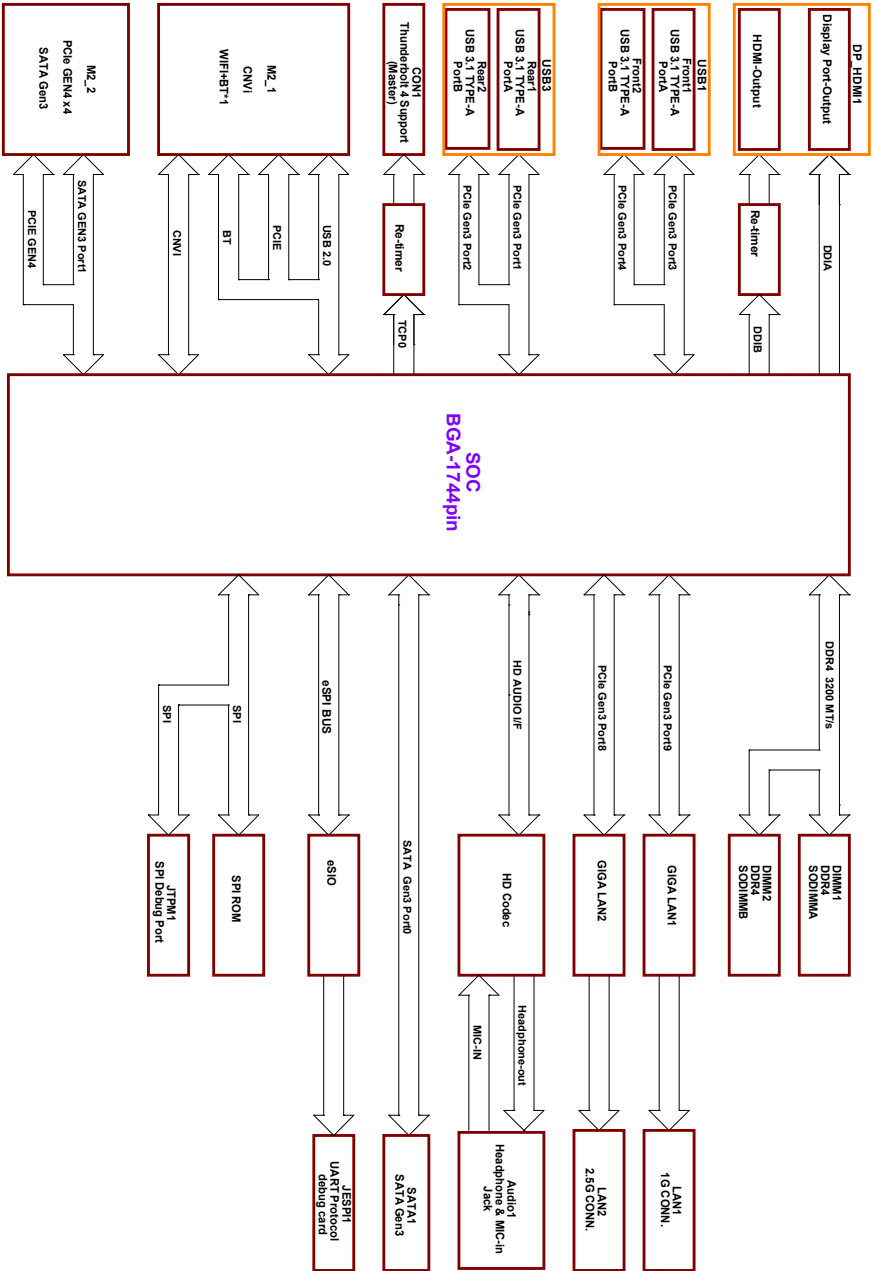 DP_HDMI1
Display Port-Output
HDMI-Output
USB1
Front1
USB 3.1 TYPE-A
PortA
Front2
USB 3.1 TYPE-A
PortB
USB3
Rear1
USB 3.1 TYPE-A
PortA
Rear2
USB 3.1 TYPE-A
PortB
CON1
Thunderbolt 4 Support
(Master)
M2_1
CNVi
WIFI+BT*1
M2_2
PCIe GEN4 x4
SATA Gen3
DDIA
Re-timer
DDIB
PCIe Gen3 Port3
PCIe Gen3 Port4
PCIe Gen3 Port1
PCIe Gen3 Port2
Re-timer
TCP0
USB 2.0
PCIE
BT
CNVI
SATA GEN3 Port1
PCIE GEN4
SOC
BGA-1744pin
DDR4 3200 MT/s
PCIe Gen3 Port9
PCIe Gen3 Port8
HD AUDIO I/F
SATA Gen3 Port0
eSPI BUS
SPI
SPI
DIMM1
DDR4
SODIMMA
DIMM2
DDR4
SODIMMB
GIGA LAN1
GIGA LAN2
HD Codec
eSIO
SPI ROM
JTPM1
SPI Debug Port
Headphone-out
MIC-IN
LAN1
1G CONN.
LAN2
2.5G CONN.
Audio1
Headphone & MIC-in
Jack
SATA1
SATA Gen3
JESPI1
UART Protocol
debug card